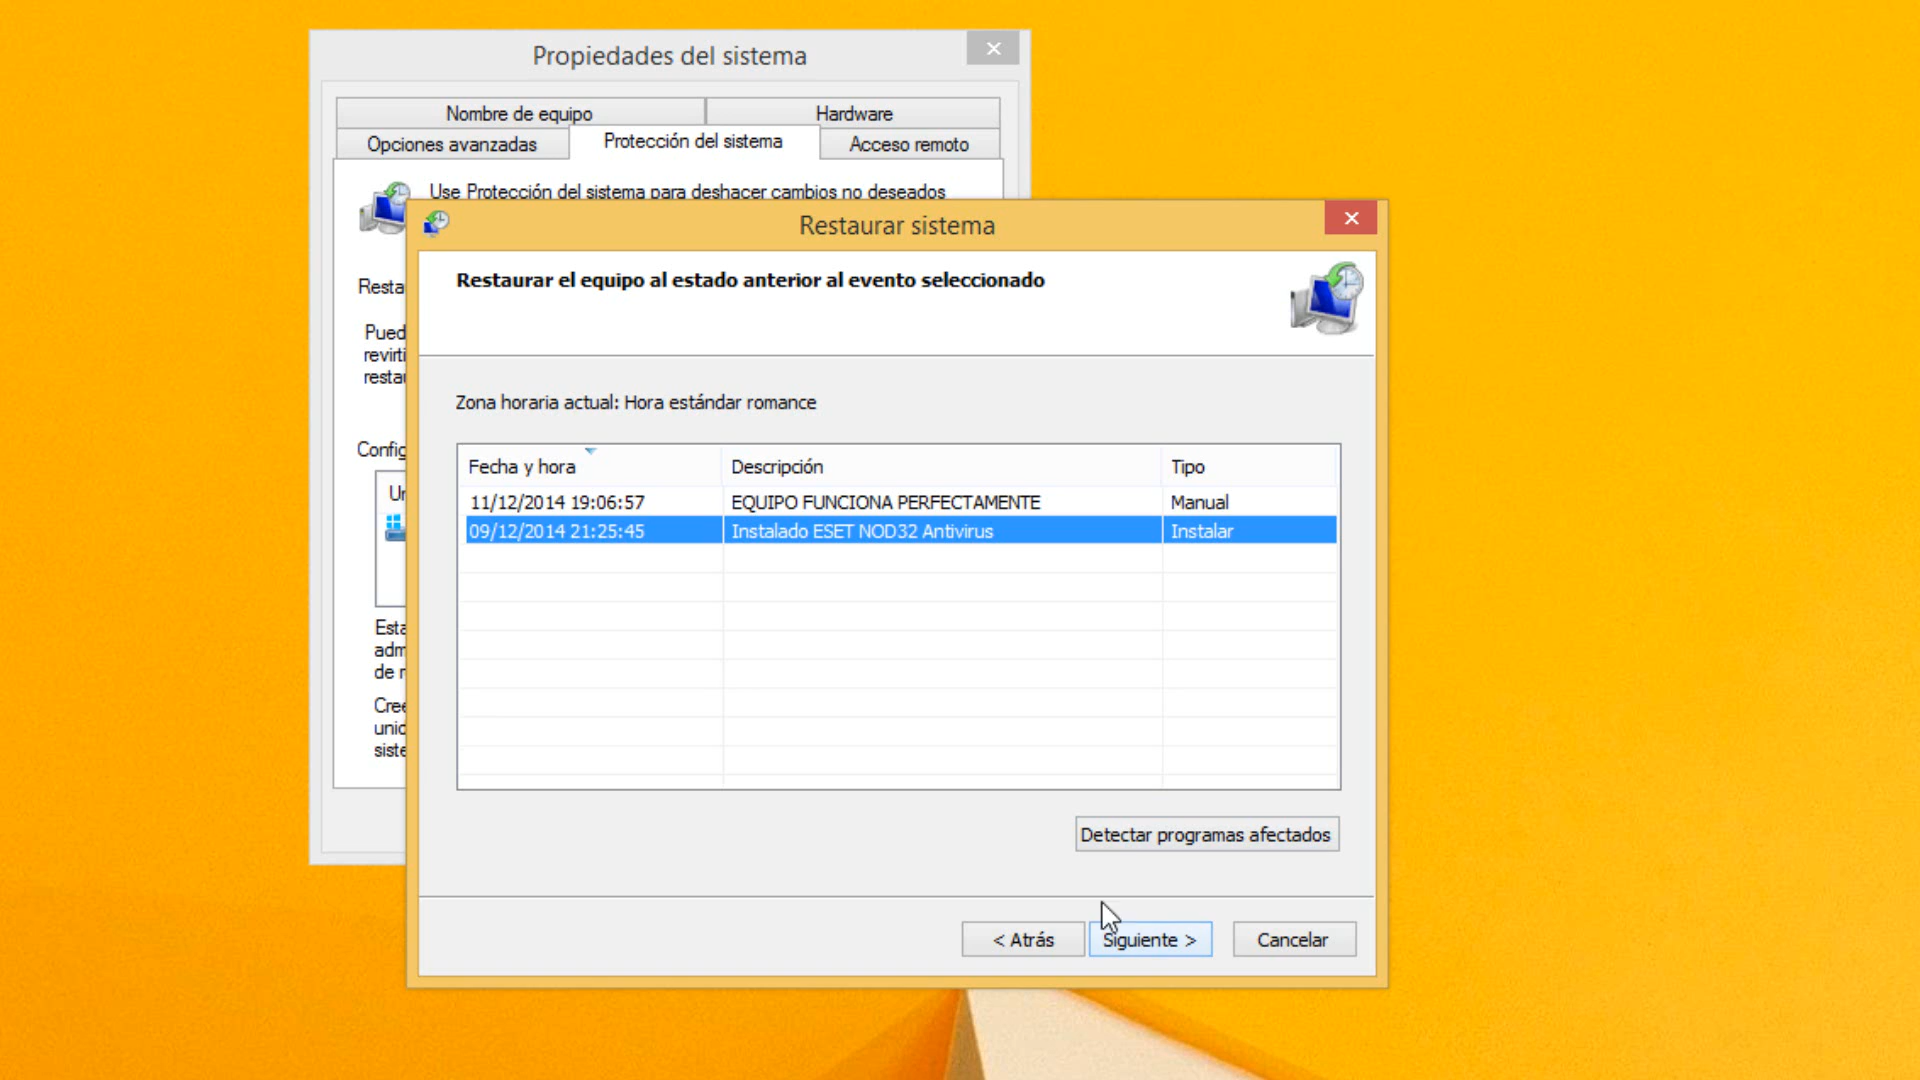 Propiedades del sistema
Nombre de equipo
Hardware
Opciones avanzadas
Protección del sistema
Acceso remoto
Use Protección del sistema para deshacer cambios no deseados
Restaurar sistema
Restaurar el equipo al estado anterior al evento seleccionado
Zona horaria actual: Hora estándar romance
Fecha y hora Descripción Tipo
11/12/2014 19:06:57 EQUIPO FUNCIONA PERFECTAMENTE Manual
09/12/2014 21:25:45 Instalado ESET NOD32 Antivirus Instalar
Detectar programas afectados
< Atrás
Siguiente >
Cancelar